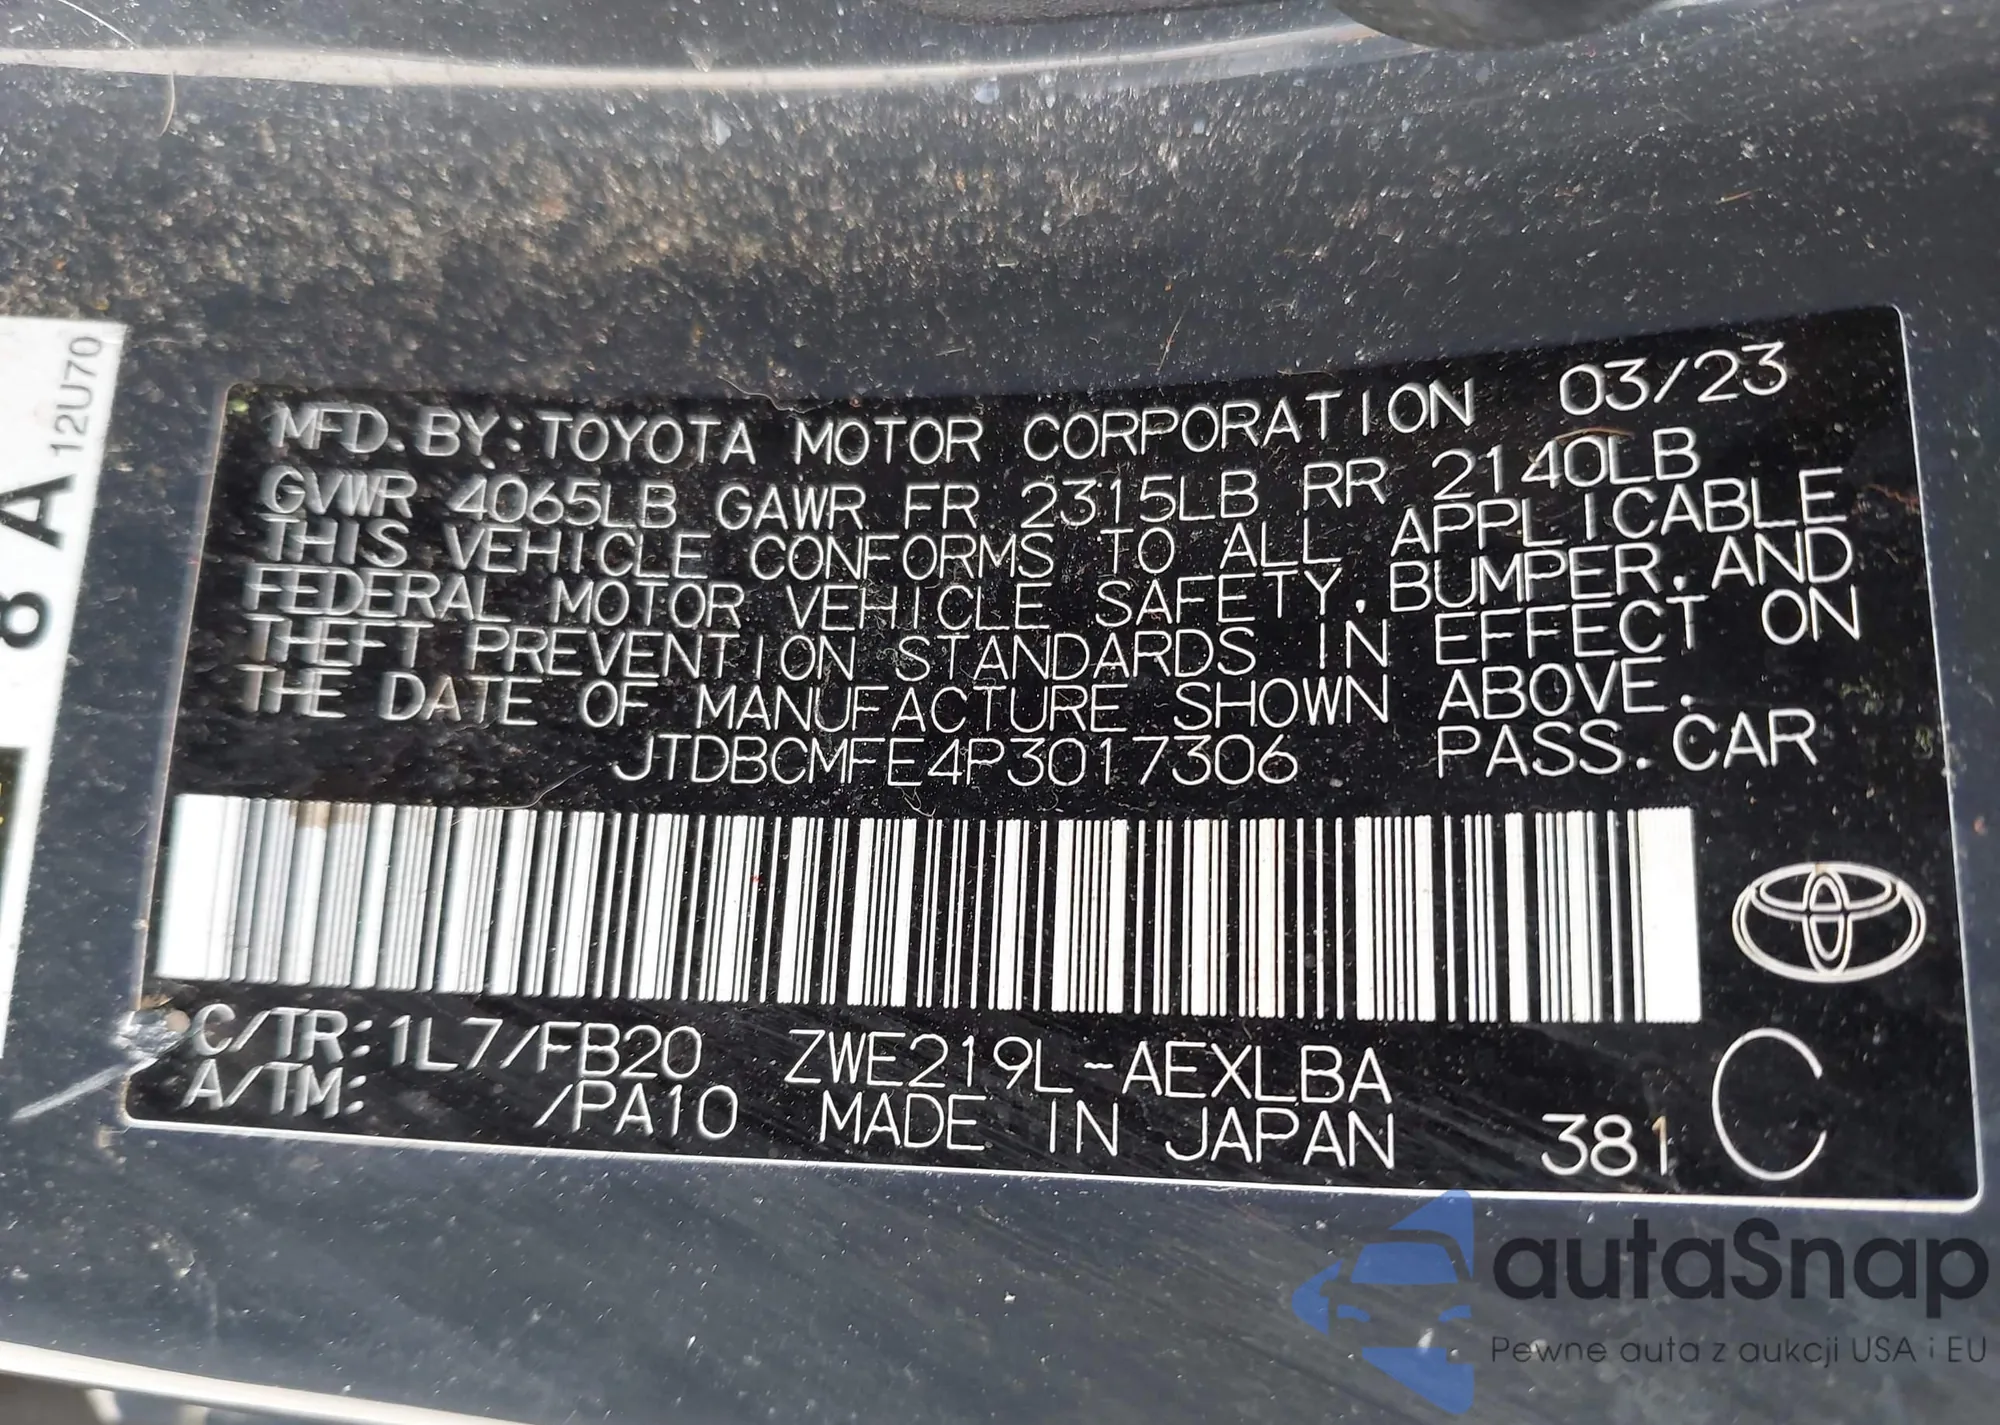 12U70
8 A
MFD. BY: TOYOTA MOTOR CORPORATION 03/23
GVWR 4065LB GAWR FR 2315LB RR 2140LB
THIS VEHICLE CONFORMS TO ALL APPLICABLE
FEDERAL MOTOR VEHICLE SAFETY, BUMPER, AND
THEFT PREVENTION STANDARDS IN EFFECT ON
THE DATE OF MANUFACTURE SHOWN ABOVE.
JTDBCMFE4P3017306 PASS. CAR
C/TR: 1L7/FB20 ZWE219L-AEXLBA
A/TM: /PA10 MADE IN JAPAN 381 C
autaSnap
Pewne auta z aukcji USA i EU